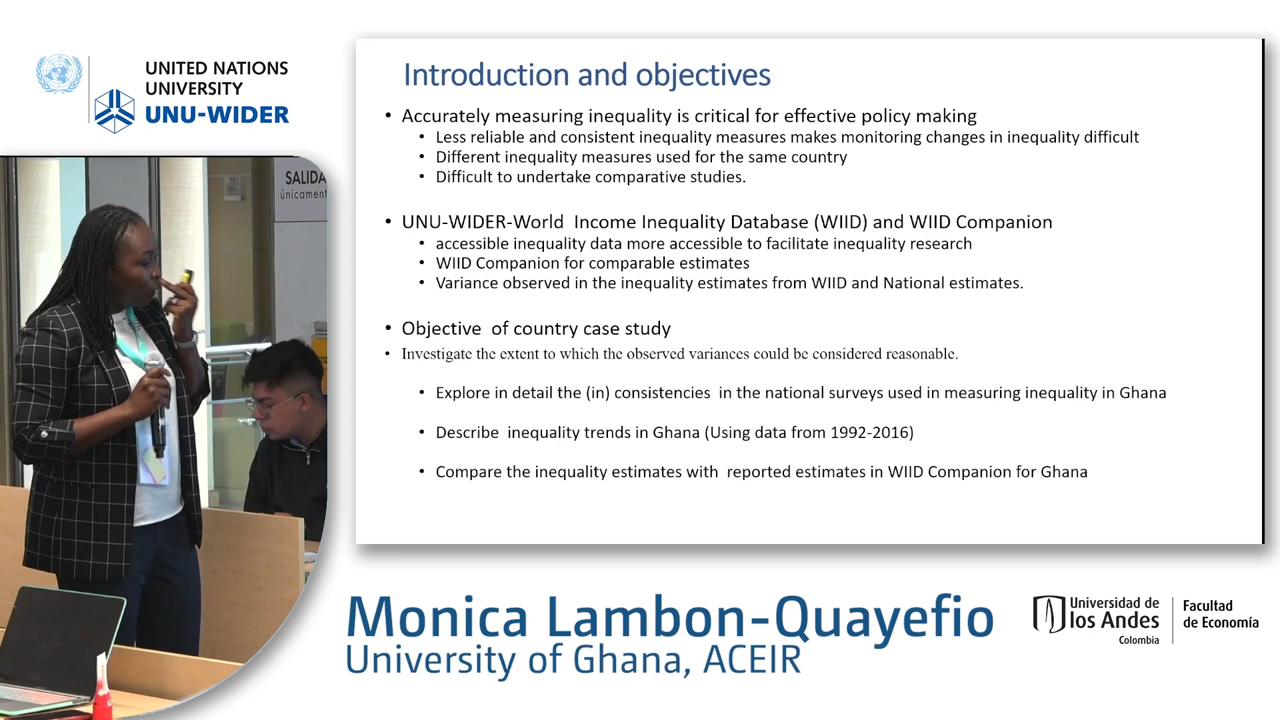 UNITED NATIONS
UNIVERSITY
UNU-WIDER
SALIDA
únicament
Introduction and objectives
• Accurately measuring inequality is critical for effective policy making
• Less reliable and consistent inequality measures makes monitoring changes in inequality difficult
• Different inequality measures used for the same country
• Difficult to undertake comparative studies.
• UNU-WIDER-World Income Inequality Database (WIID) and WIID Companion
• accessible inequality data more accessible to facilitate inequality research
• WIID Companion for comparable estimates
• Variance observed in the inequality estimates from WIID and National estimates.
• Objective of country case study
• Investigate the extent to which the observed variances could be considered reasonable.
• Explore in detail the (in) consistencies in the national surveys used in measuring inequality in Ghana
• Describe inequality trends in Ghana (Using data from 1992-2016)
• Compare the inequality estimates with reported estimates in WIID Companion for Ghana
Monica Lambon-Quayefio
University of Ghana, ACEIR
Universidad de
los Andes
Colombia
Facultad
de Economía